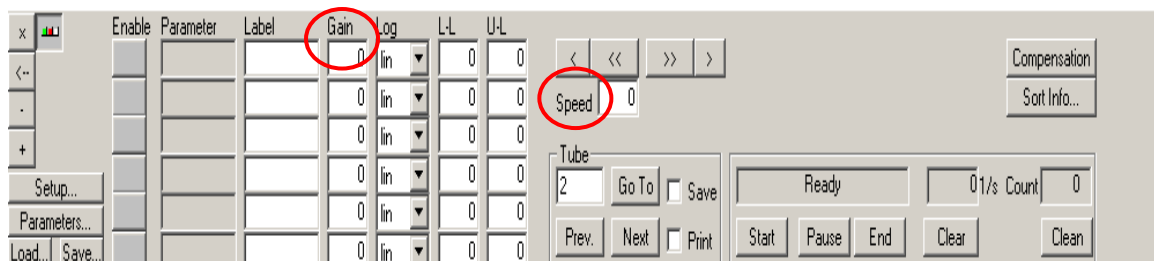 x Enable Parameter Label Gain Log L-L U-L
0 lin 0 0 < << >> > Compensation
<--
0 lin 0 0 Speed 0 Sort Info...
.
0 lin 0 0
+
Tube
0 lin 0 0 2 Go To Save Ready 0 1/s Count 0
Setup...
0 lin 0 0
Parameters...
0 lin 0 0 Prev. Next Print Start Pause End Clear Clean
Load... Save...